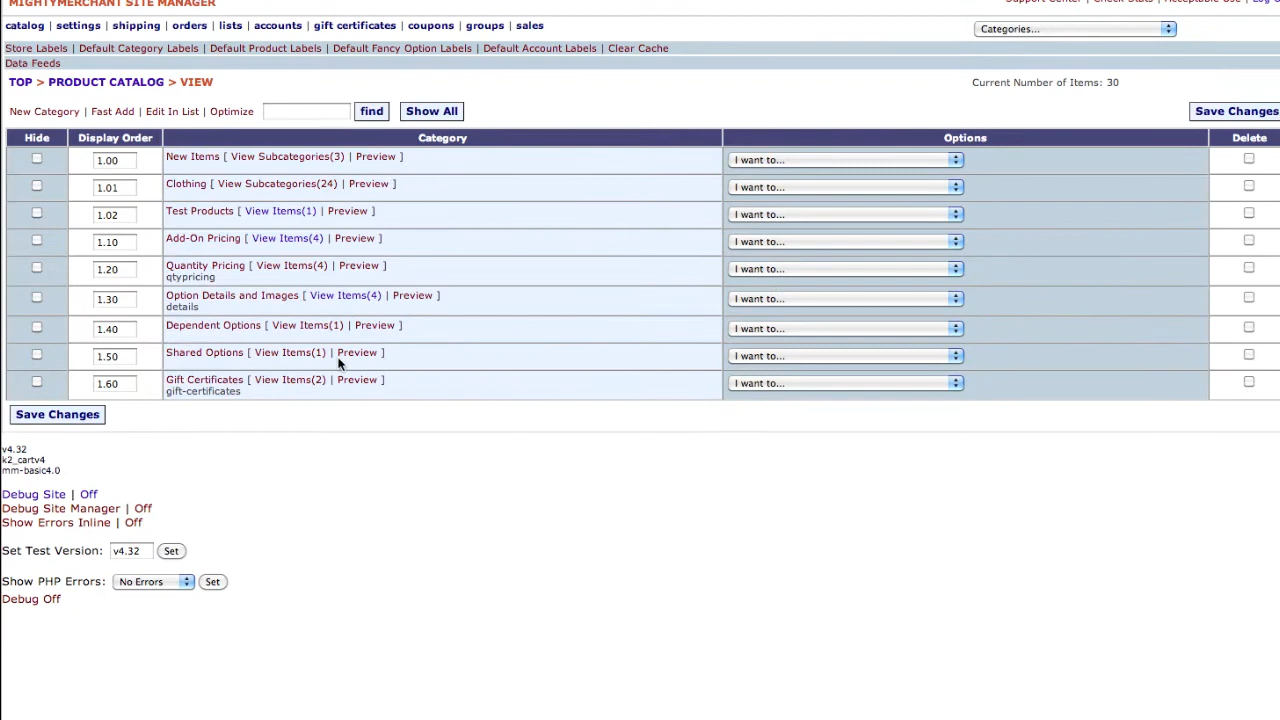 MIGHTYMERCHANT SITE MANAGER
Support Center | Check Stats | Acceptable Use | Log
catalog | settings | shipping | orders | lists | accounts | gift certificates | coupons | groups | sales
Categories...
Store Labels | Default Category Labels | Default Product Labels | Default Fancy Option Labels | Default Account Labels | Clear Cache
Data Feeds
TOP > PRODUCT CATALOG > VIEW
Current Number of Items: 30
New Category | Fast Add | Edit In List | Optimize find Show All Save Changes
Hide Display Order Category Options Delete
1.00 New Items [ View Subcategories(3) | Preview ] I want to...
1.01 Clothing [ View Subcategories(24) | Preview ] I want to...
1.02 Test Products [ View Items(1) | Preview ] I want to...
1.10 Add-On Pricing [ View Items(4) | Preview ] I want to...
1.20 Quantity Pricing [ View Items(4) | Preview ] I want to...
qtypricing
1.30 Option Details and Images [ View Items(4) | Preview ] I want to...
details
1.40 Dependent Options [ View Items(1) | Preview ] I want to...
1.50 Shared Options [ View Items(1) | Preview ] I want to...
1.60 Gift Certificates [ View Items(2) | Preview ] I want to...
gift-certificates
Save Changes
v4.32
k2_cartv4
mm-basic4.0
Debug Site | Off
Debug Site Manager | Off
Show Errors Inline | Off
Set Test Version: v4.32 Set
Show PHP Errors: No Errors Set
Debug Off